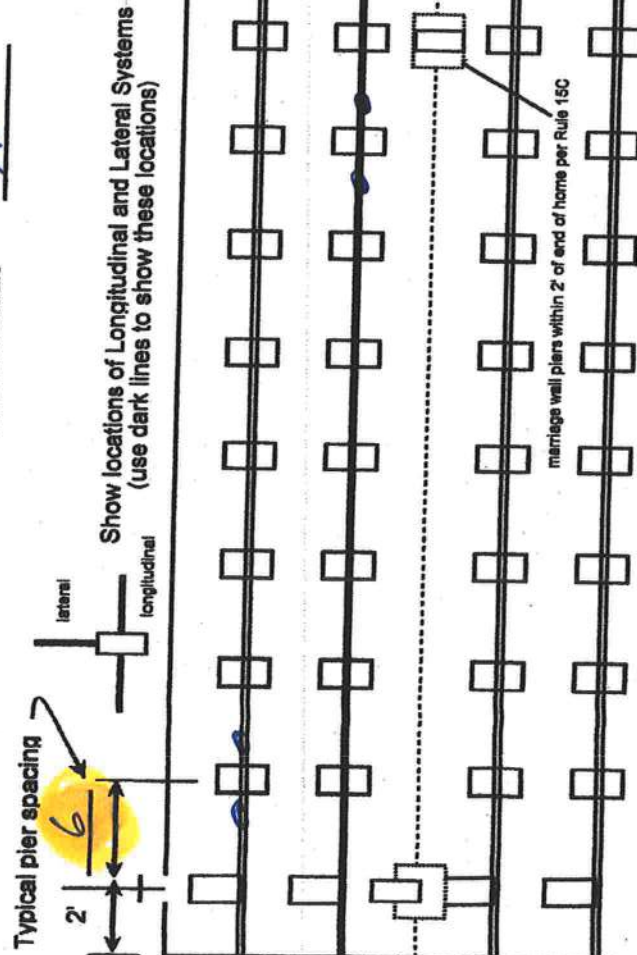 Typical pier spacing
6
2'
lateral
longitudinal
Show locations of Longitudinal and Lateral Systems
(use dark lines to show these locations)
marriage wall piers within 2' of end of home per Rule 15C